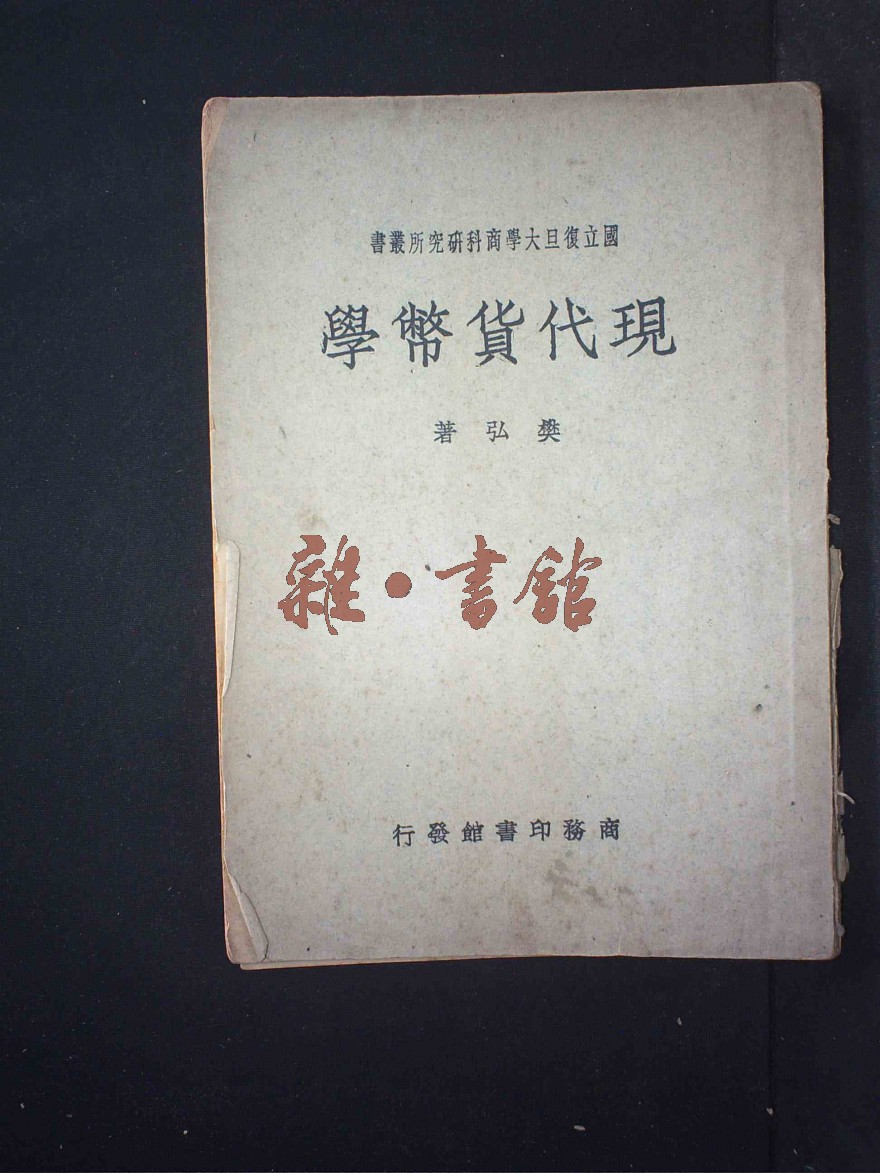 國立復旦大學商科研究所叢書
現代貨幣學
樊弘著
雜·書館
商務印書館發行